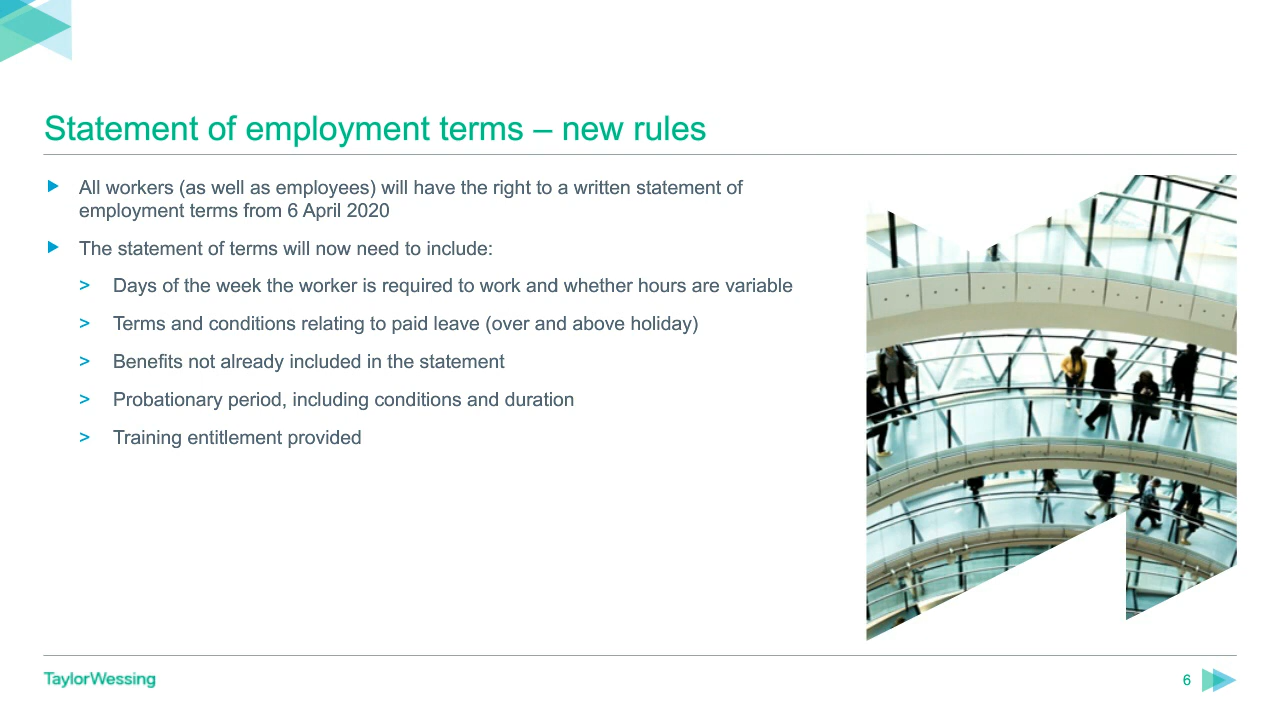 Statement of employment terms – new rules
All workers (as well as employees) will have the right to a written statement of
employment terms from 6 April 2020
The statement of terms will now need to include:
> Days of the week the worker is required to work and whether hours are variable
> Terms and conditions relating to paid leave (over and above holiday)
> Benefits not already included in the statement
> Probationary period, including conditions and duration
> Training entitlement provided
TaylorWessing
6